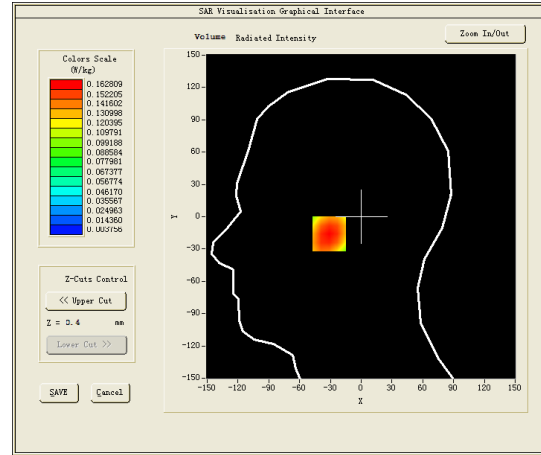 SAR Visualisation Graphical Interface
Volume Radiated Intensity
Zoom In/Out
Colors Scale
(W/kg)
0.162809
0.152205
0.141602
0.130998
0.120395
0.109791
0.099188
0.088584
0.077981
0.067377
0.056774
0.046170
0.035567
0.024963
0.014360
0.003756
Z-Cuts Control
<< Upper Cut
Z = 0.4 mm
Lower Cut >>
SAVE Cancel
150
120
90
60
30
0
-30
-60
-90
-120
-150
Y
-150 -120 -90 -60 -30 0 30 60 90 120 150
X